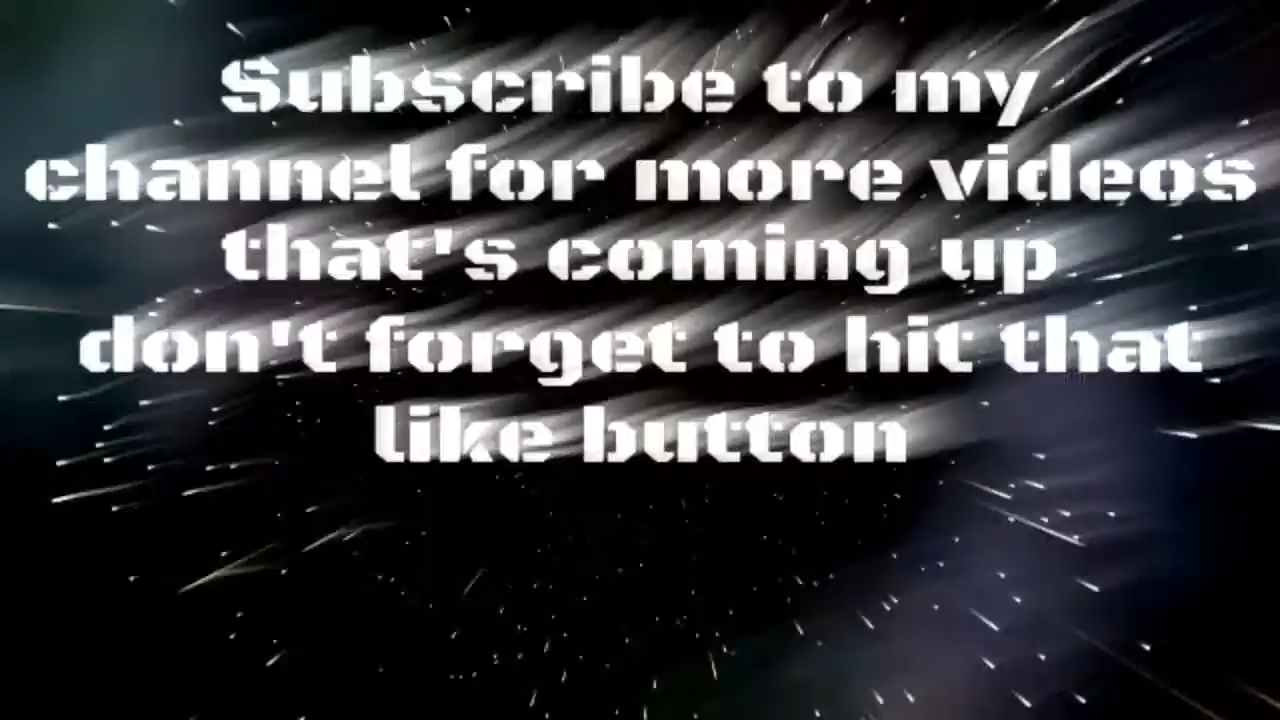 Subscribe to my
channel for more videos
that's coming up
don't forget to hit that
like button